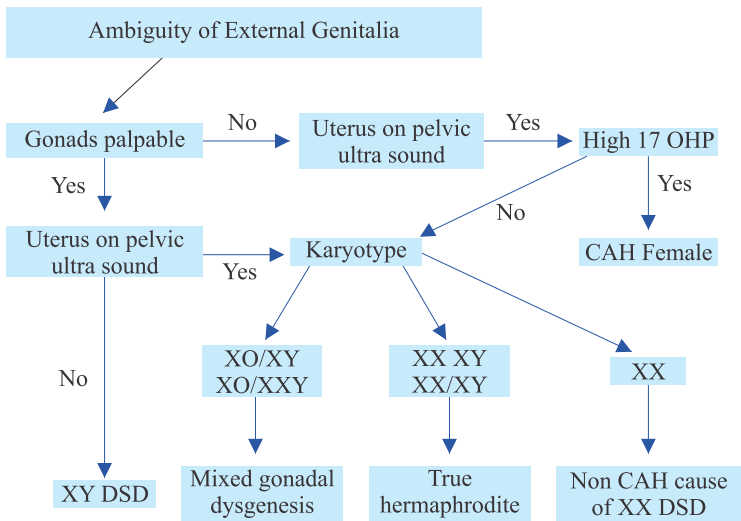 Ambiguity of External Genitalia
No
Yes
Gonads palpable
Uterus on pelvic
ultra sound
High 17 OHP
Yes
Yes
No
Uterus on pelvic
ultra sound
Yes
Karyotype
CAH Female
No
XO/XY
XO/XXY
XX XY
XX/XY
XX
XY DSD
Mixed gonadal
dysgenesis
True
hermaphrodite
Non CAH cause
of XX DSD